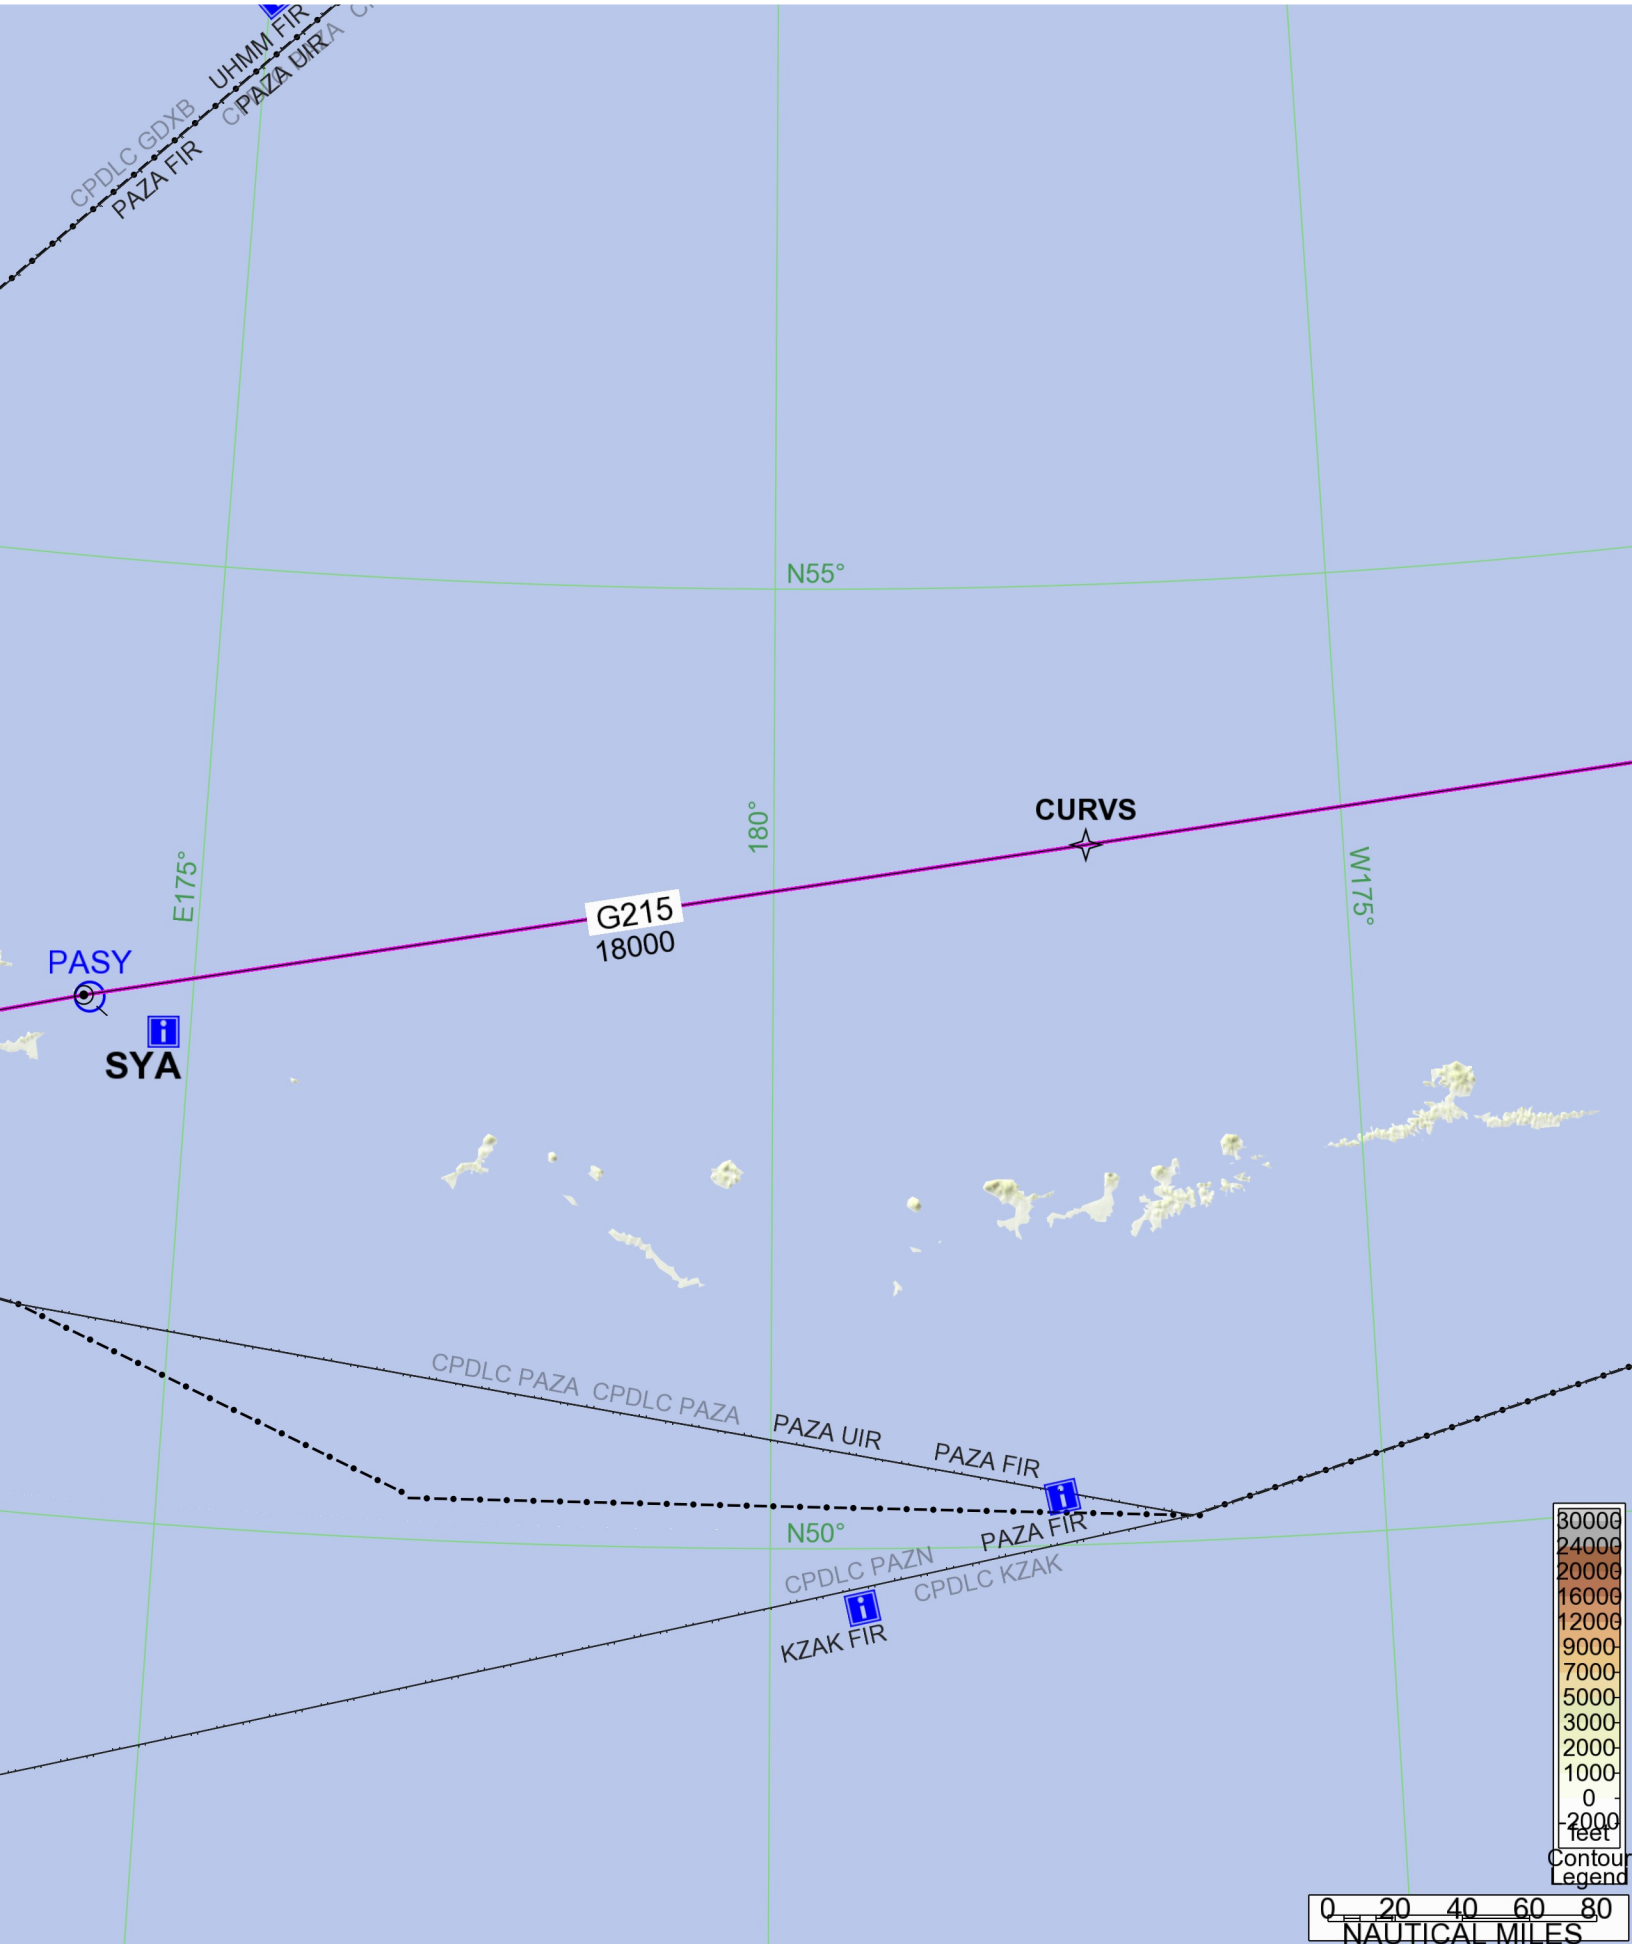 UHMM FIR
PAZA UIR
CPDLC GDXB
PAZA FIR
N55°
180°
CURVS
E175°
W175°
G215
18000
PASY
SYA
CPDLC PAZA
CPDLC PAZA
PAZA UIR
PAZA FIR
PAZA FIR
N50°
CPDLC PAZN
CPDLC KZAK
KZAK FIR
30000
24000
20000
16000
12000
9000
7000
5000
3000
2000
1000
0
-2000
feet
Contour
Legend
0 20 40 60 80
NAUTICAL MILES